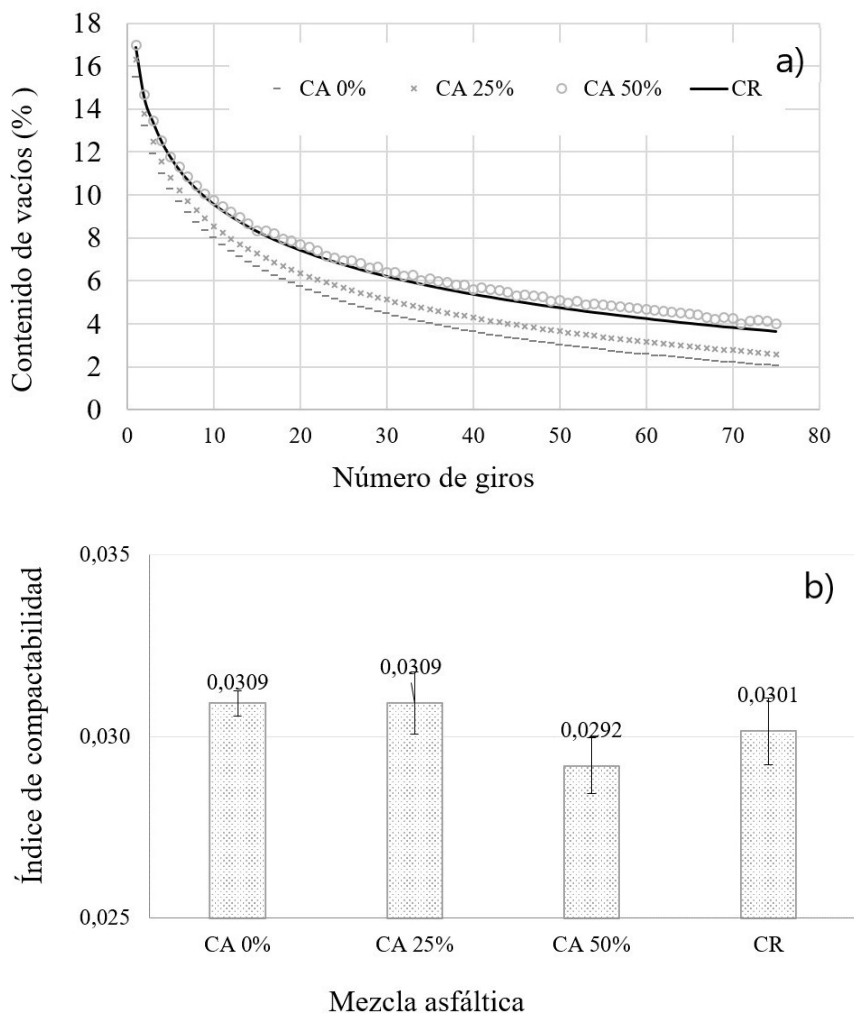 a)
CA 0% CA 25% CA 50% CR
Contenido de vacíos (% )
18
16
14
12
10
8
6
4
2
0
0 10 20 30 40 50 60 70 80
Número de giros
b)
Índice de compactabilidad
0,035
0,030
0,025
0,0309 0,0309 0,0292 0,0301
CA 0% CA 25% CA 50% CR
Mezcla asfáltica